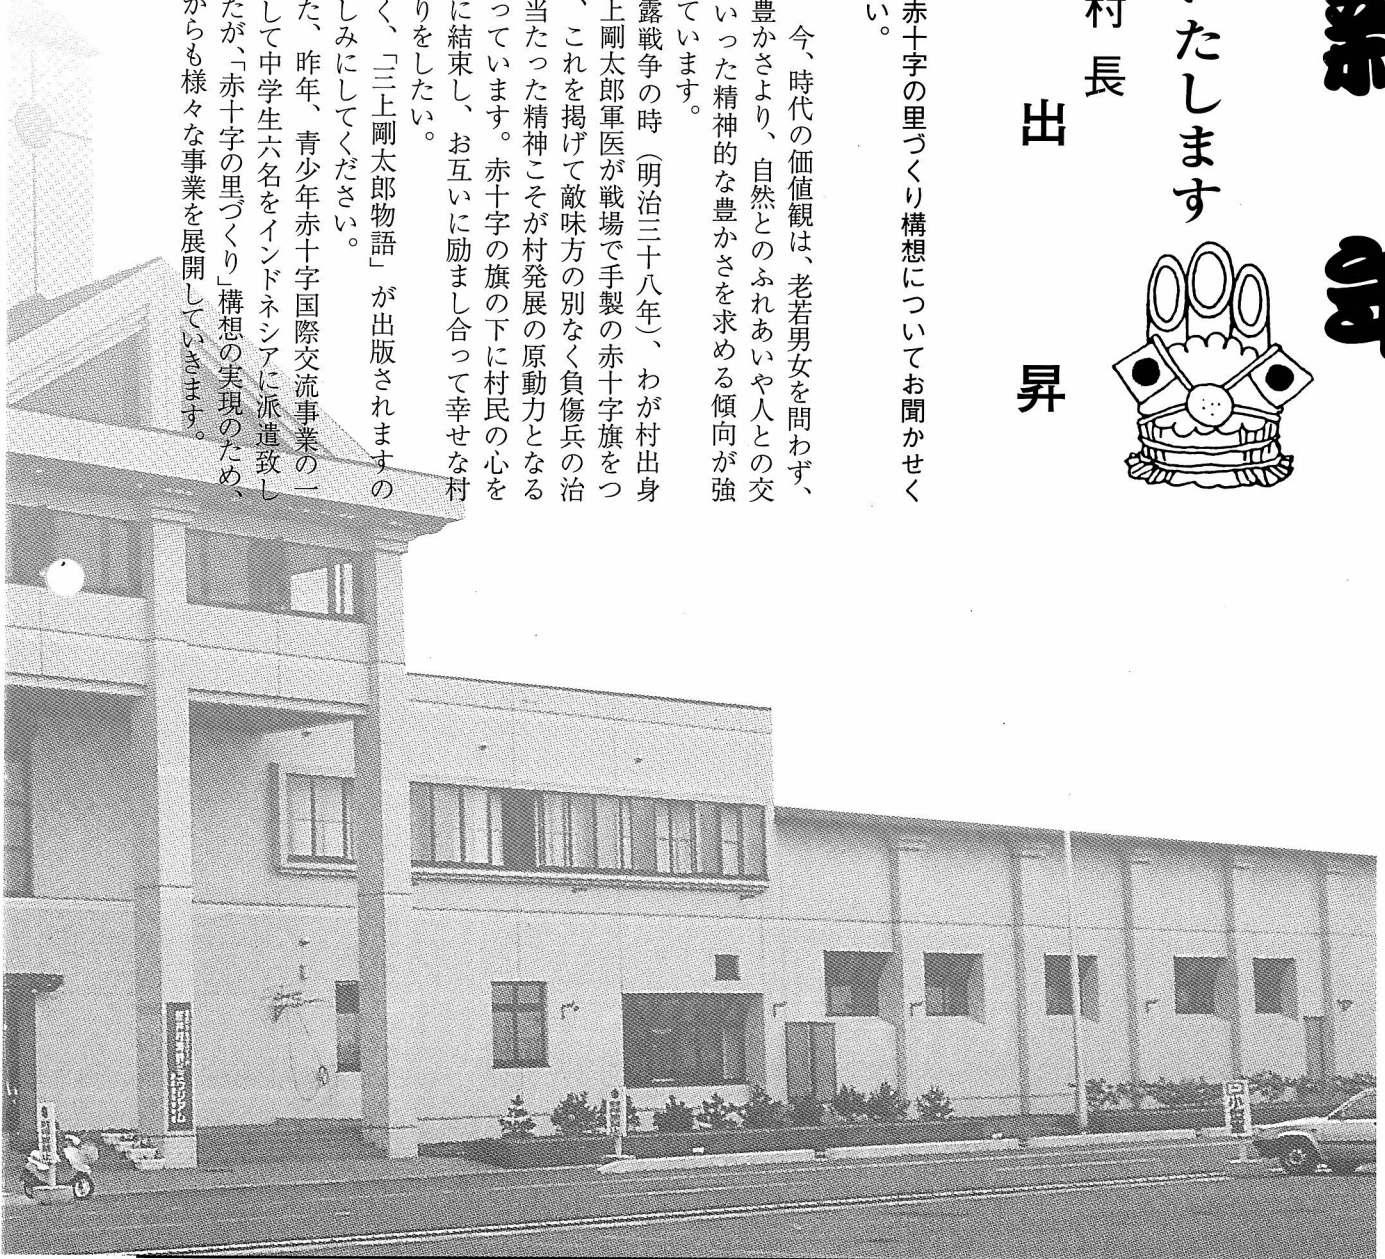 いたします
村長
出
昇
赤十字の里づくり構想についてお聞かせく
い。
今、時代の価値観は、老若男女を問わず、
豊かさより、自然とのふれあいや人との交
いった精神的な豊かさを求める傾向が強
ています。
露戦争の時（明治三十八年）、わが村出身
上剛太郎軍医が戦場で手製の赤十字旗をつ
、これを掲げて敵味方の別なく負傷兵の治
当たった精神こそが村発展の原動力となる
っています。赤十字の旗の下に村民の心を
に結束し、お互いに励まし合って幸せな村
りをしたい。
く、「三上剛太郎物語」が出版されますの
しみにしてください。
た、昨年、青少年赤十字国際交流事業の一
して中学生六名をインドネシアに派遣致し
たが、「赤十字の里づくり」構想の実現のため、
からも様々な事業を展開していきます。